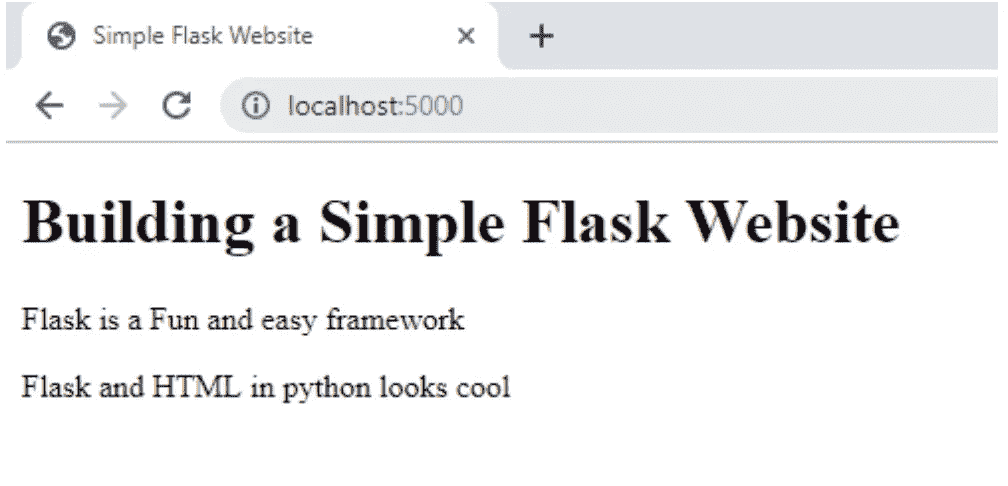 Simple Flask Website
localhost:5000
Building a Simple Flask Website
Flask is a Fun and easy framework
Flask and HTML in python looks cool